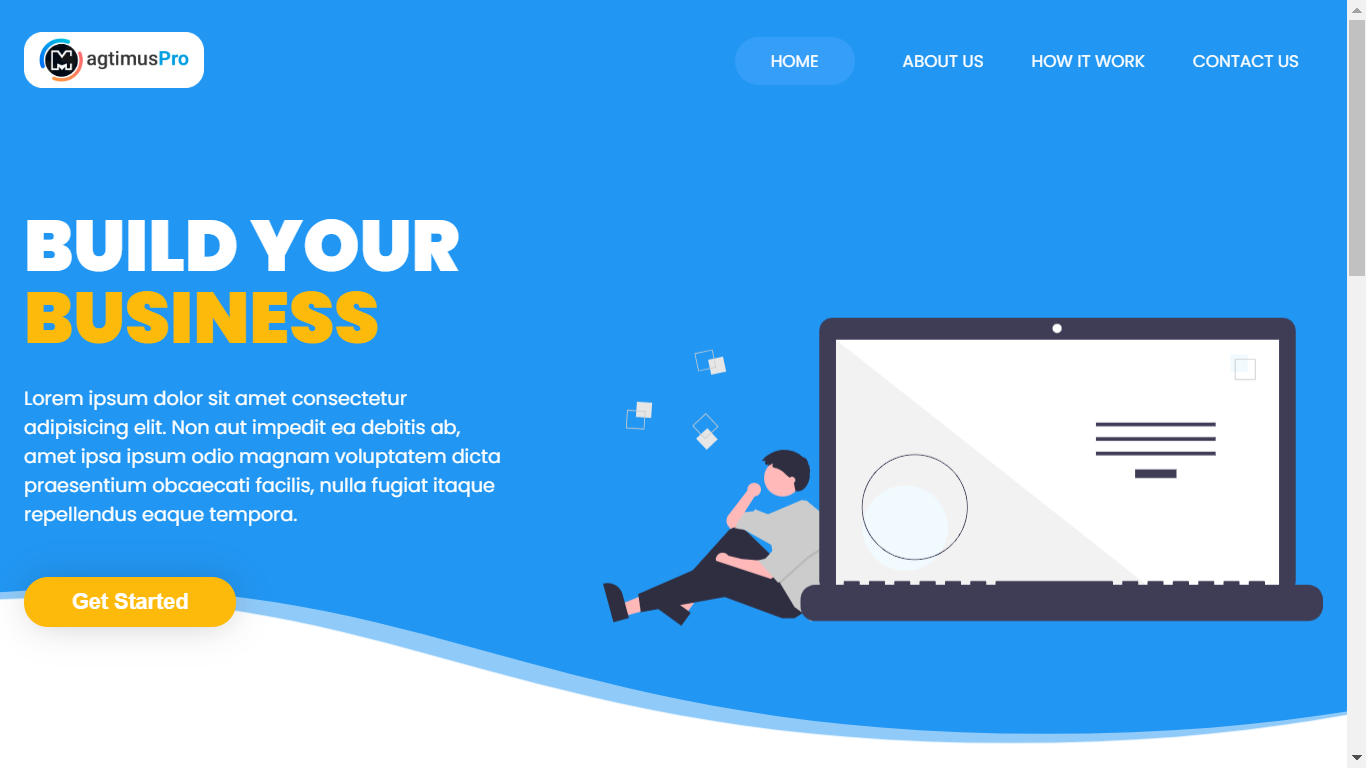 M agtimusPro
HOME
ABOUT US
HOW IT WORK
CONTACT US
BUILD YOUR
BUSINESS
Lorem ipsum dolor sit amet consectetur
adipisicing elit. Non aut impedit ea debitis ab,
amet ipsa ipsum odio magnam voluptatem dicta
praesentium obcaecati facilis, nulla fugiat itaque
repellendus eaque tempora.
Get Started